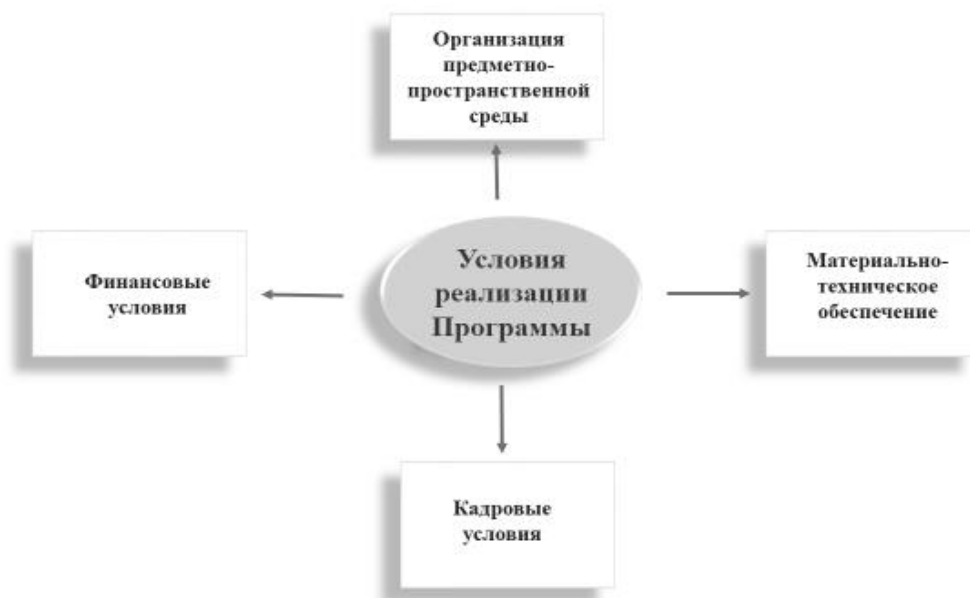 Организация
предметно-
пространственной
среды
Финансовые
условия
Условия
реализации
Программы
Материально-
техническое
обеспечение
Кадровые
условия